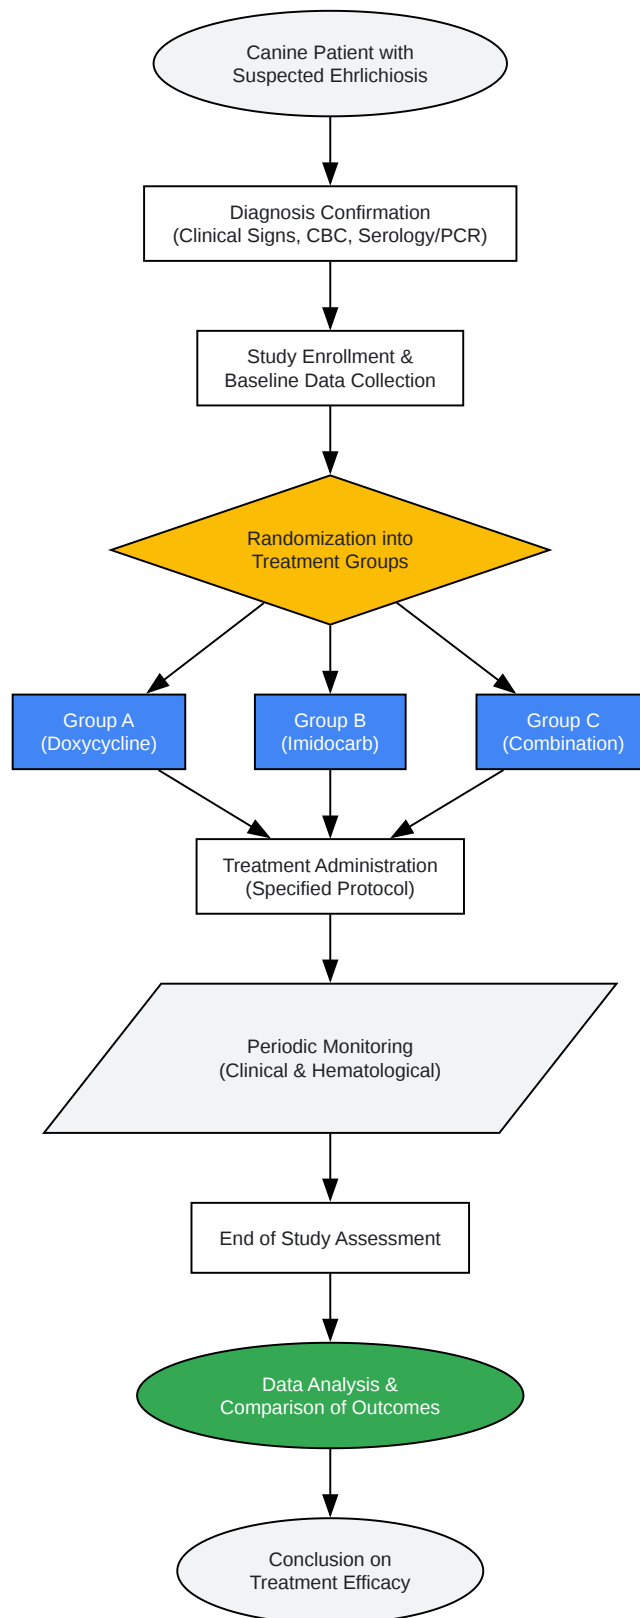 Canine Patient with
Suspected Ehrlichiosis
Diagnosis Confirmation
(Clinical Signs, CBC, Serology/PCR)
Study Enrollment &
Baseline Data Collection
Randomization into
Treatment Groups
Group A
(Doxycycline)
Group B
(Imidocarb)
Group C
(Combination)
Treatment Administration
(Specified Protocol)
Periodic Monitoring
(Clinical & Hematological)
End of Study Assessment
Data Analysis &
Comparison of Outcomes
Conclusion on
Treatment Efficacy